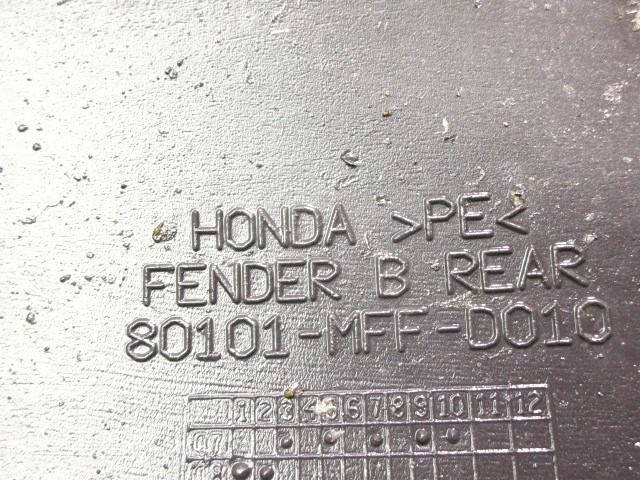 HONDA >PE<
FENDER B REAR
80101-MFF-D010
1 2 3 4 5 6 7 8 9 10 11 12
07